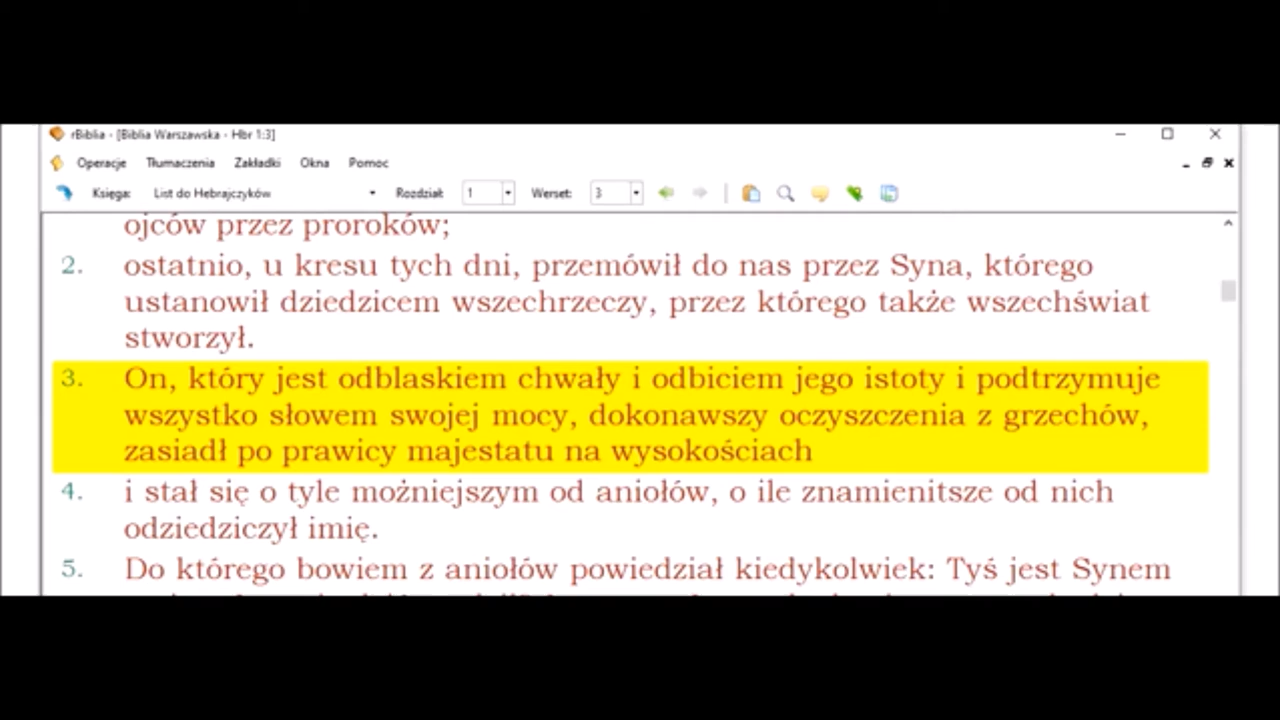 rBiblia - [Biblia Warszawska - Hbr 1:3]
Operacje Tłumaczenia Zakładki Okna Pomoc
Księga: List do Hebrajczyków Rozdział: 1 Werset: 3
ojców przez proroków;
2. ostatnio, u kresu tych dni, przemówił do nas przez Syna, którego
ustanowił dziedzicem wszechrzeczy, przez którego także wszechświat
stworzył.
3. On, który jest odblaskiem chwały i odbiciem jego istoty i podtrzymuje
wszystko słowem swojej mocy, dokonawszy oczyszczenia z grzechów,
zasiadł po prawicy majestatu na wysokościach
4. i stał się o tyle możniejszym od aniołów, o ile znamienitsze od nich
odziedziczył imię.
5. Do którego bowiem z aniołów powiedział kiedykolwiek: Tyś jest Synem